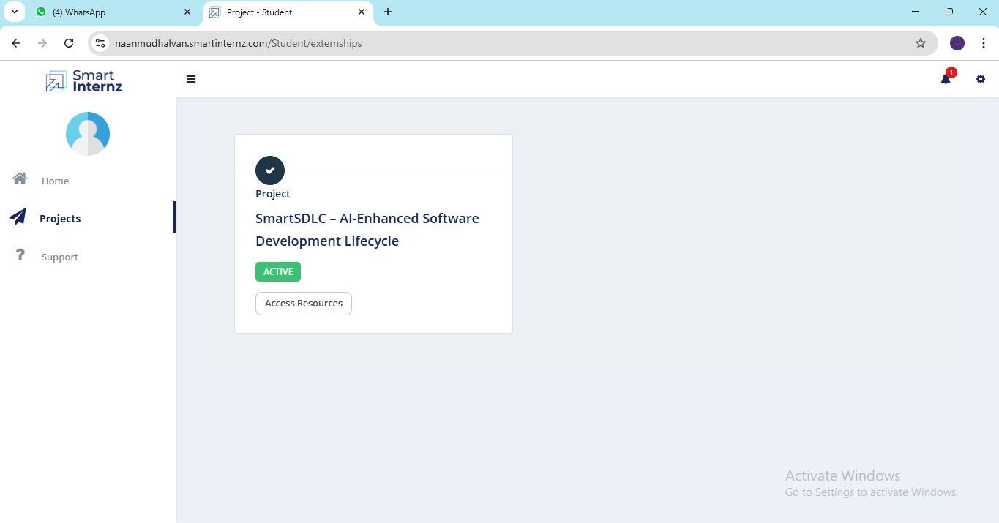 (4) WhatsApp
Project - Student
naanmudhalvan.smartinternz.com/Student/externships
Smart
Internz
1
Home
Projects
Support
Project
SmartSDLC – AI-Enhanced Software
Development Lifecycle
ACTIVE
Access Resources
Activate Windows
Go to Settings to activate Windows.